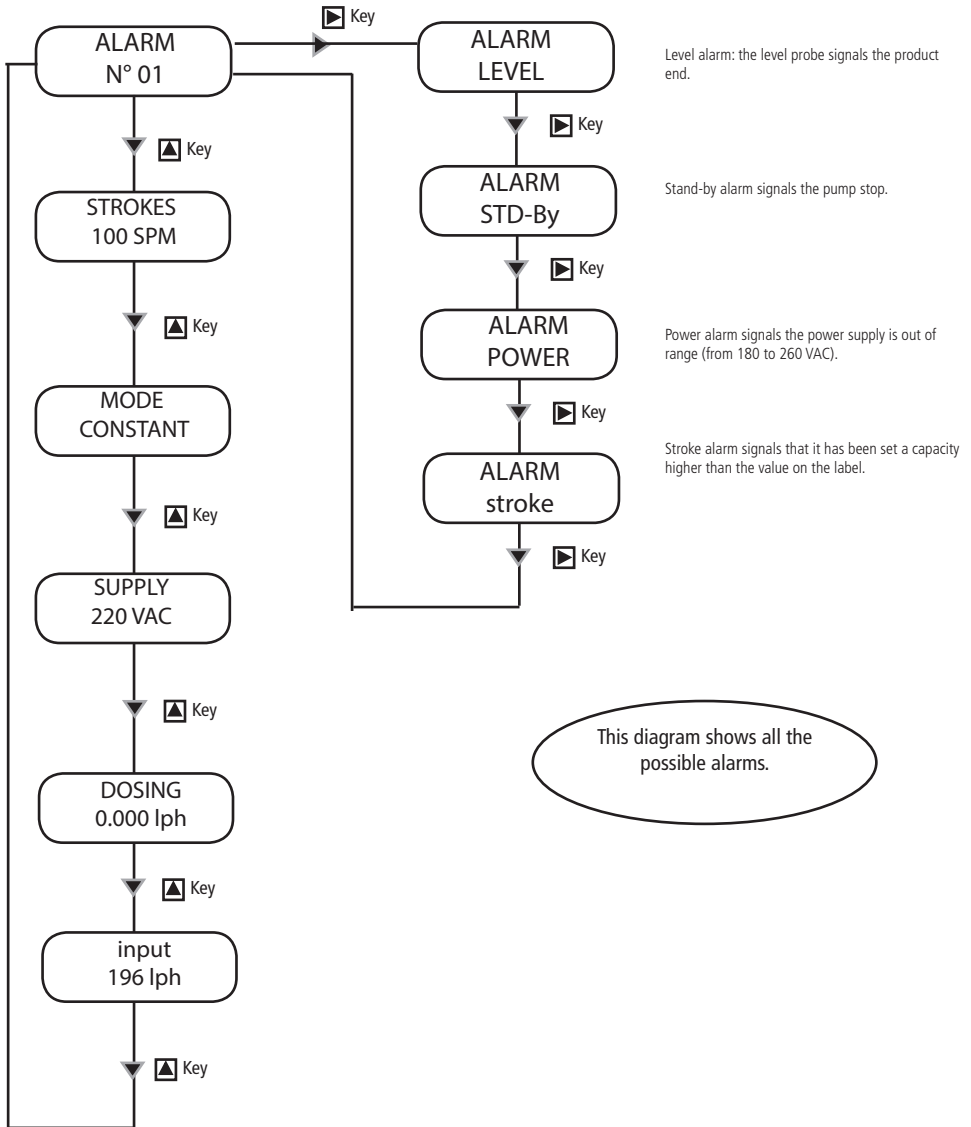 Key
ALARM
N° 01
ALARM
LEVEL
Level alarm: the level probe signals the product
end.
Key
Key
STROKES
100 SPM
ALARM
STD-By
Stand-by alarm signals the pump stop.
Key
Key
ALARM
POWER
Power alarm signals the power supply is out of
range (from 180 to 260 VAC).
MODE
CONSTANT
Key
Stroke alarm signals that it has been set a capacity
higher than the value on the label.
ALARM
stroke
Key
Key
SUPPLY
220 VAC
Key
This diagram shows all the
possible alarms.
DOSING
0.000 lph
Key
input
196 lph
Key